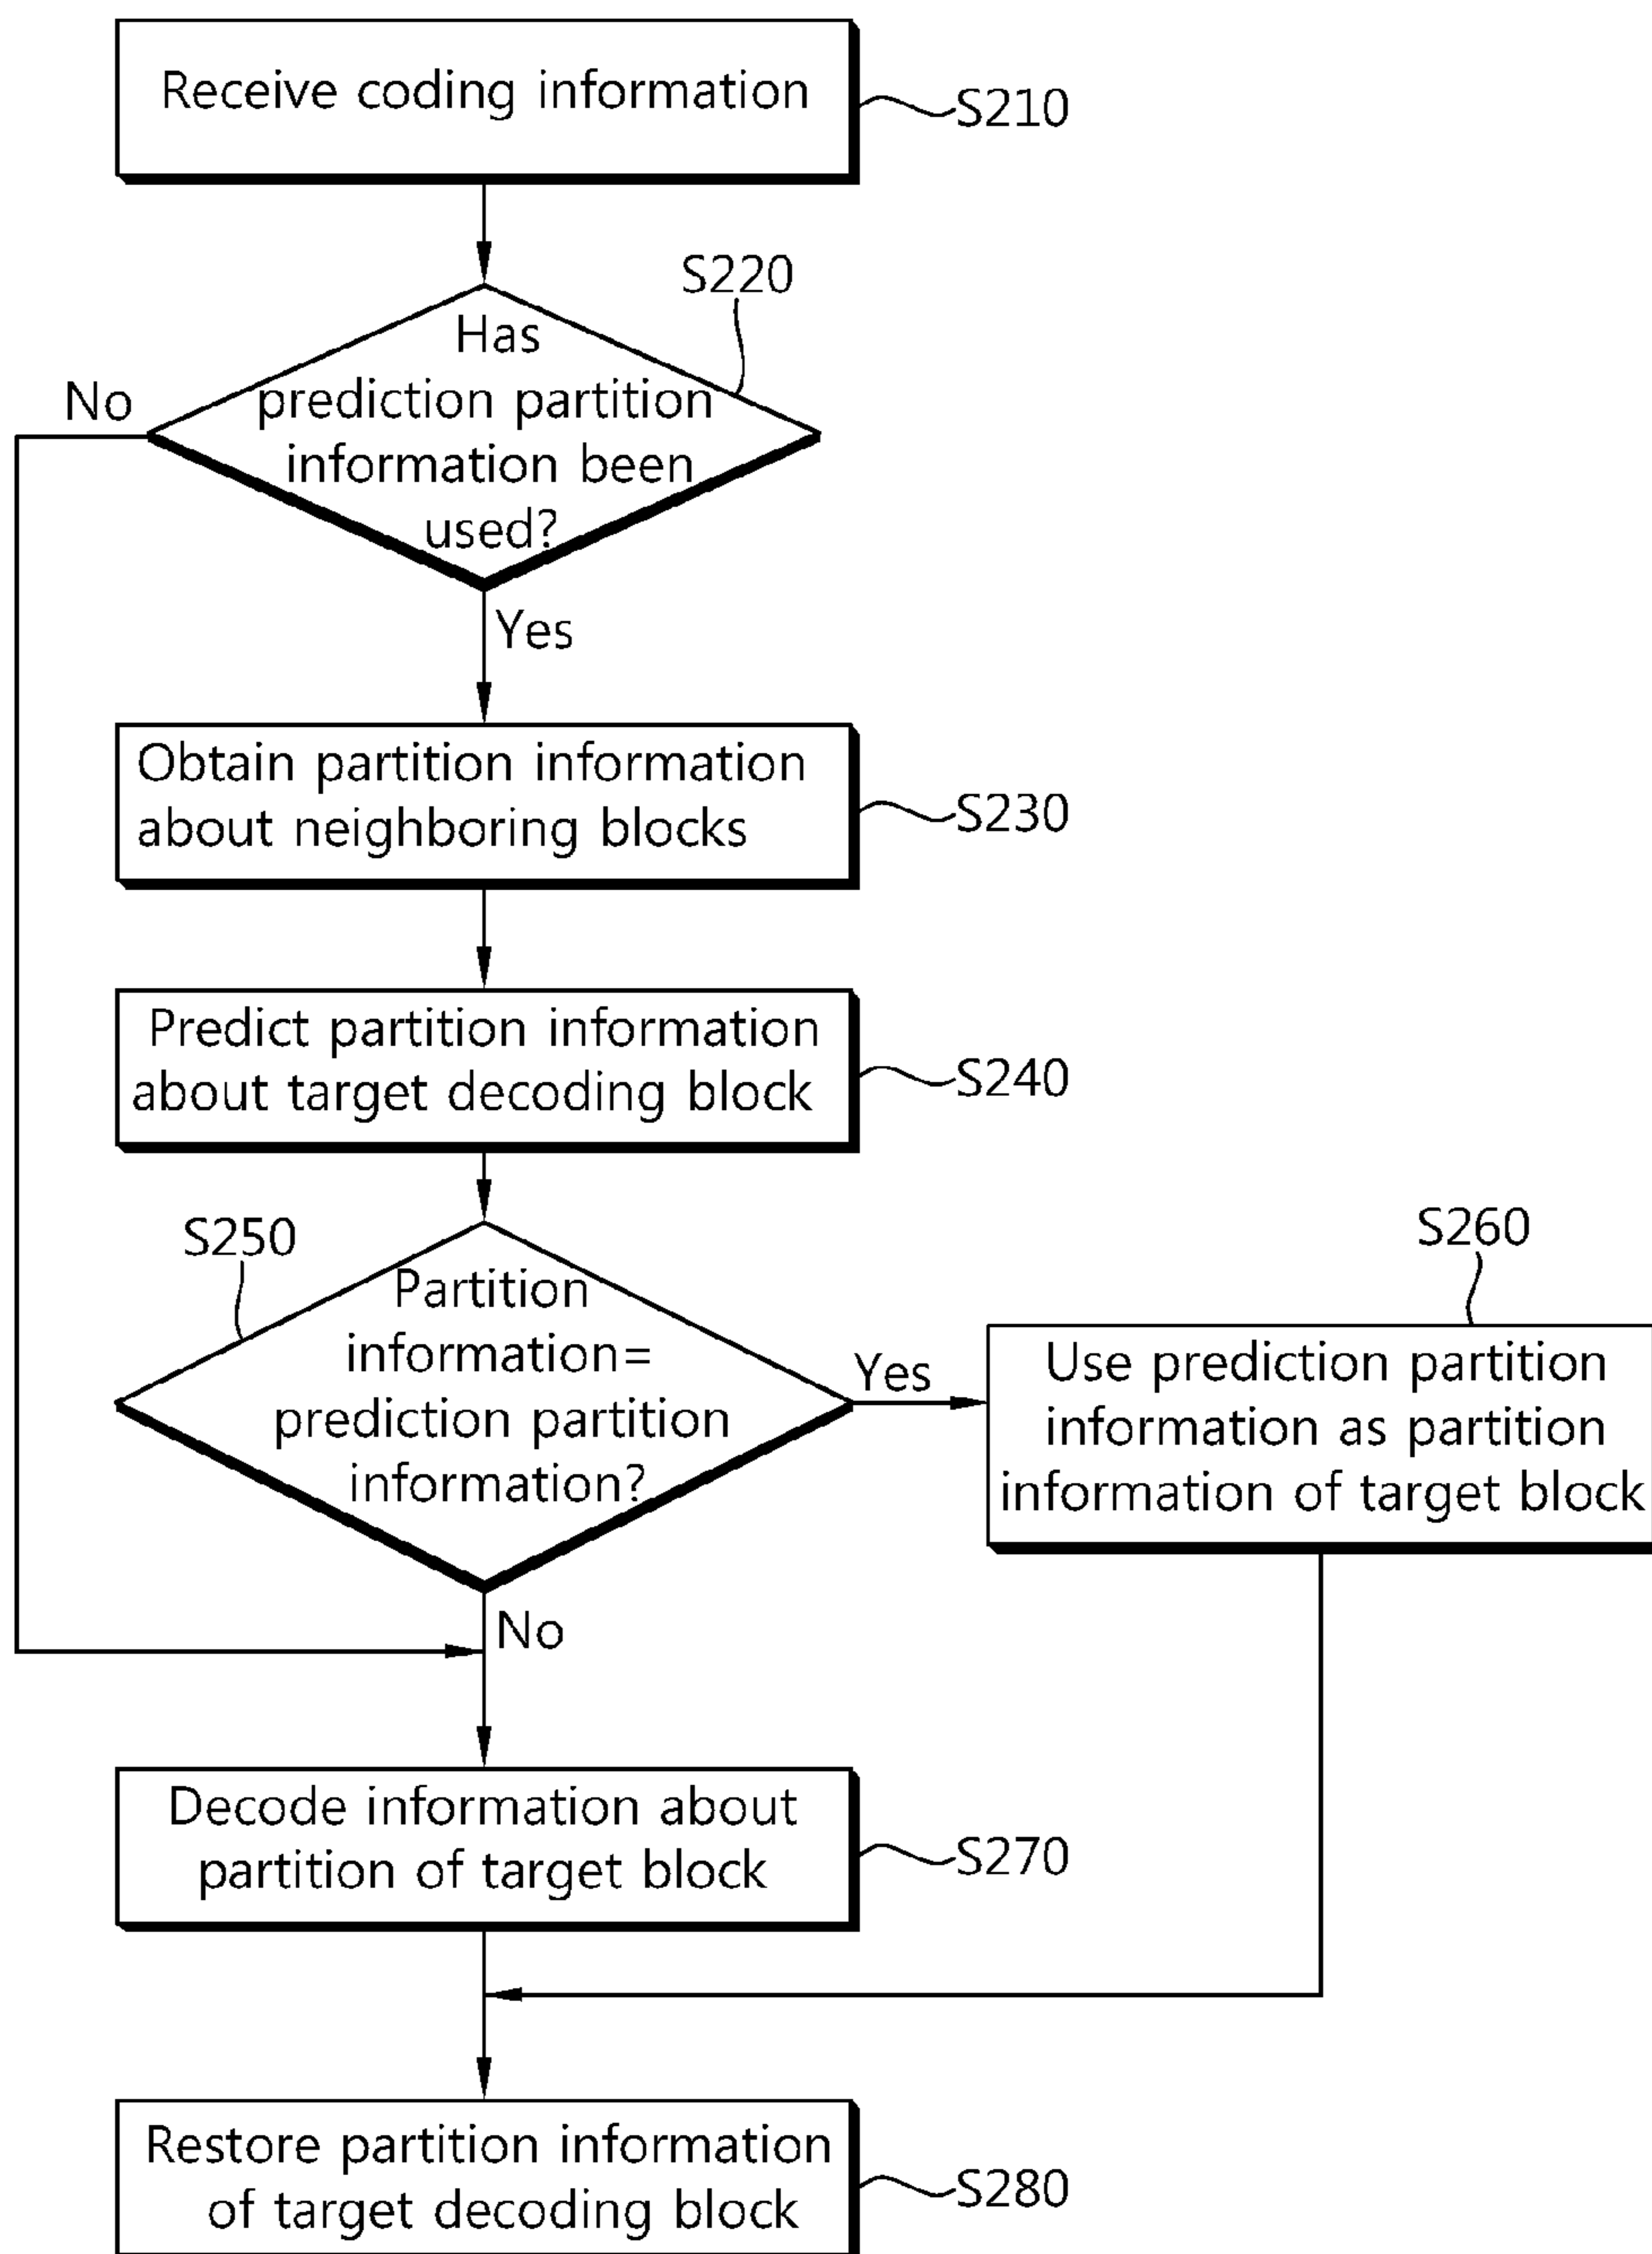 Receive coding information
S210
S220
Has
prediction partition
information been
used?
No
Yes
Obtain partition information
about neighboring blocks
S230
Predict partition information
about target decoding block
S240
S250
Partition
information=
prediction partition
information?
Yes
S260
Use prediction partition
information as partition
information of target block
No
Decode information about
partition of target block
S270
Restore partition information
of target decoding block
S280